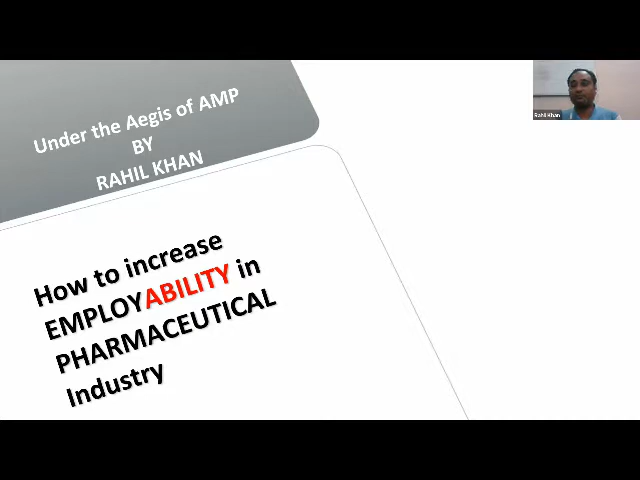 Under the Aegis of AMP
BY
RAHIL KHAN
How to increase
EMPLOYABILITY in
PHARMACEUTICAL
Industry
Rahil Khan